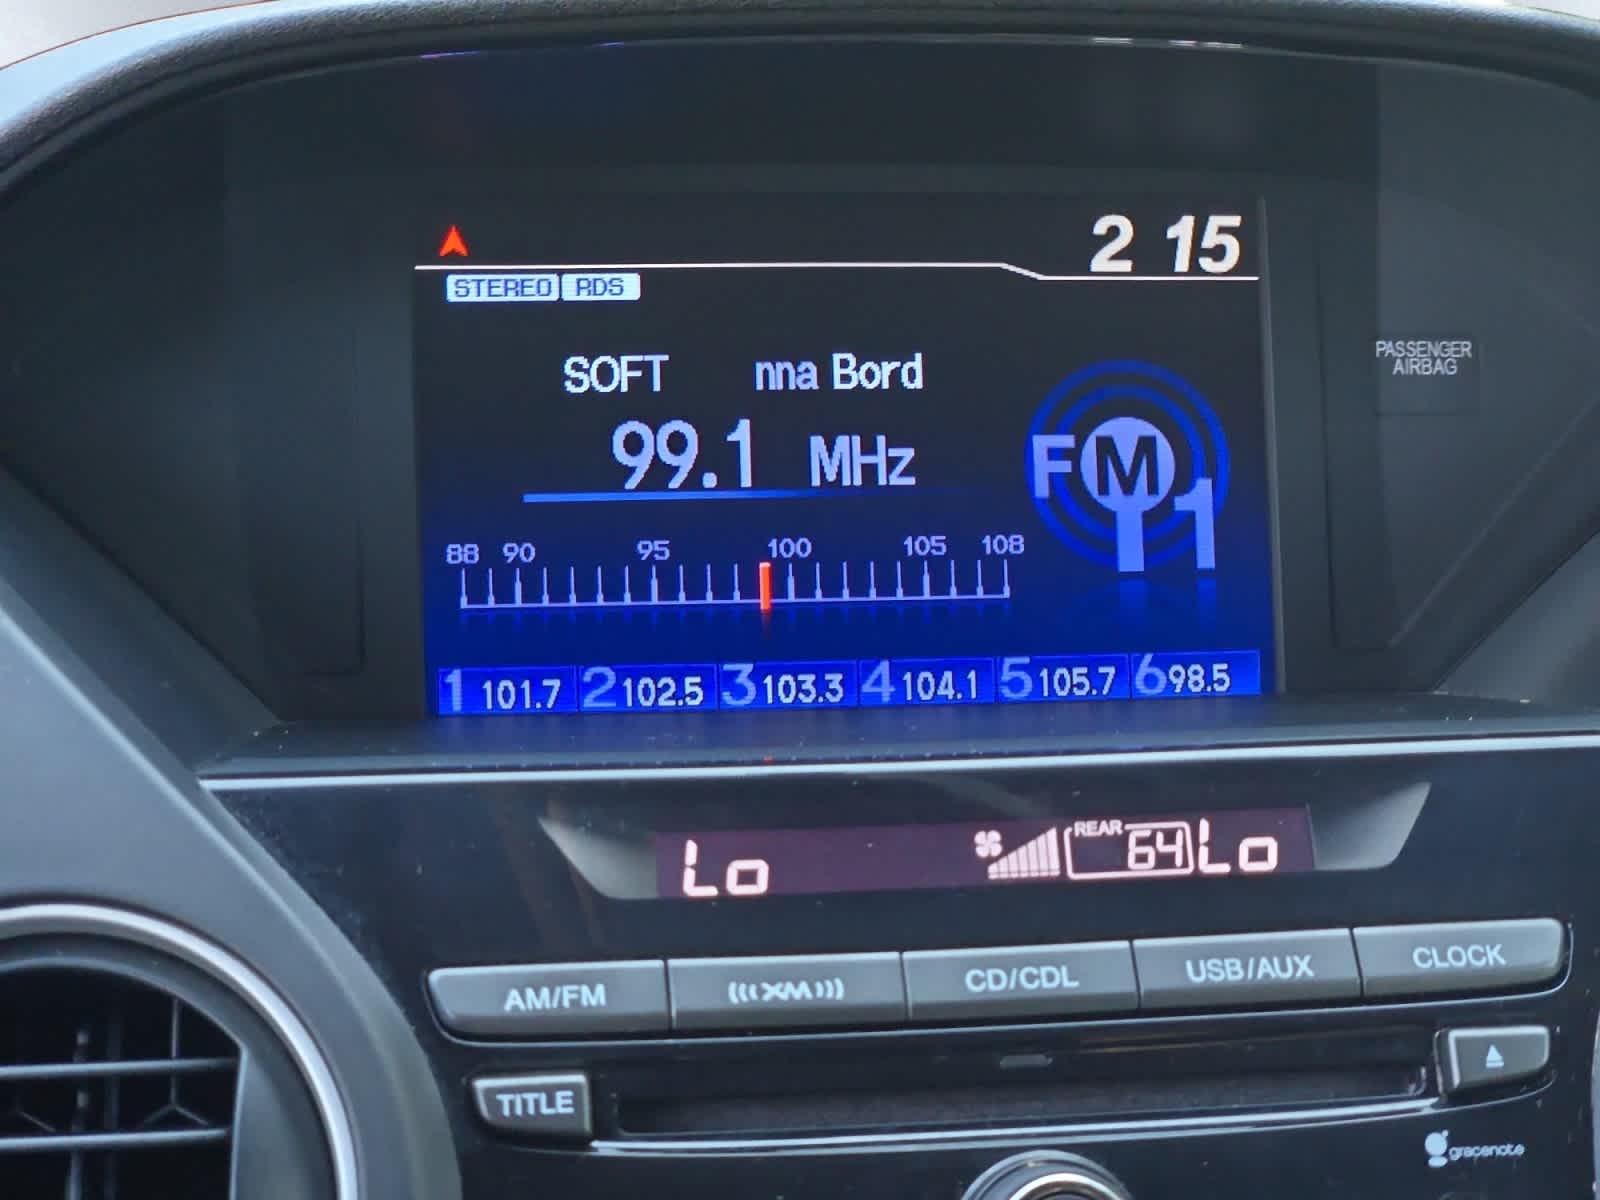 2 15
STEREO RDS
SOFT nna Bord
99.1 MHz
FM1
88 90 95 100 105 108
1 101.7 2 102.5 3 103.3 4 104.1 5 105.7 6 98.5
PASSENGER
AIRBAG
Lo REAR 64 Lo
AM/FM (((XM))) CD/CDL USB/AUX CLOCK
TITLE
gracenote